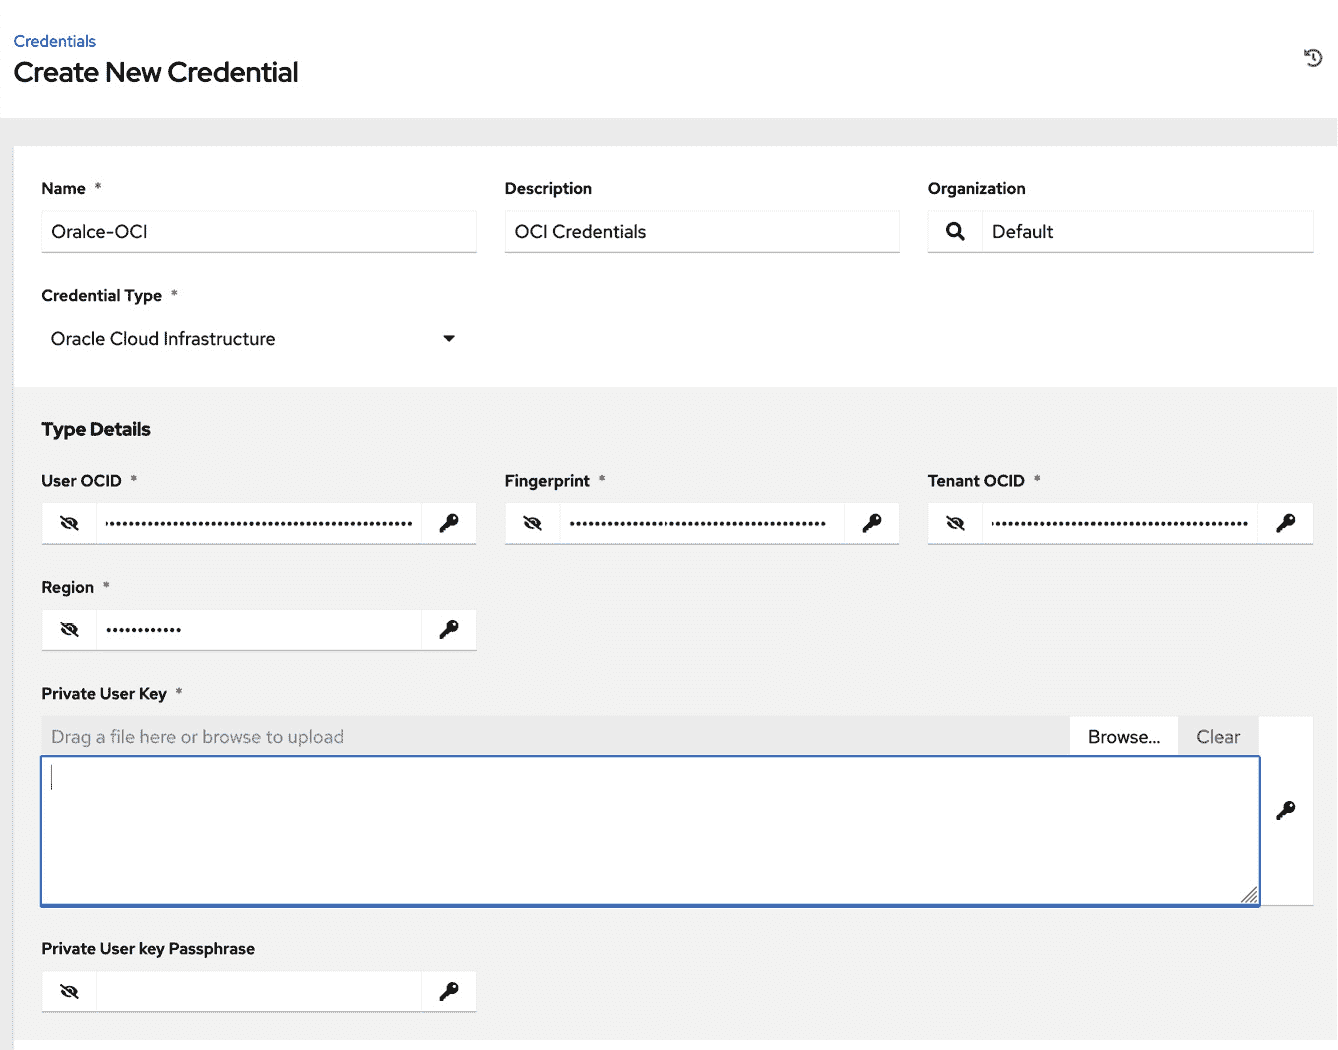 Credentials
Create New Credential
Name *
Description
Organization
Oralce-OCI
OCI Credentials
Default
Credential Type *
Oracle Cloud Infrastructure
Type Details
User OCID *
Fingerprint *
Tenant OCID *
Region *
Private User Key *
Drag a file here or browse to upload
Browse...
Clear
Private User key Passphrase